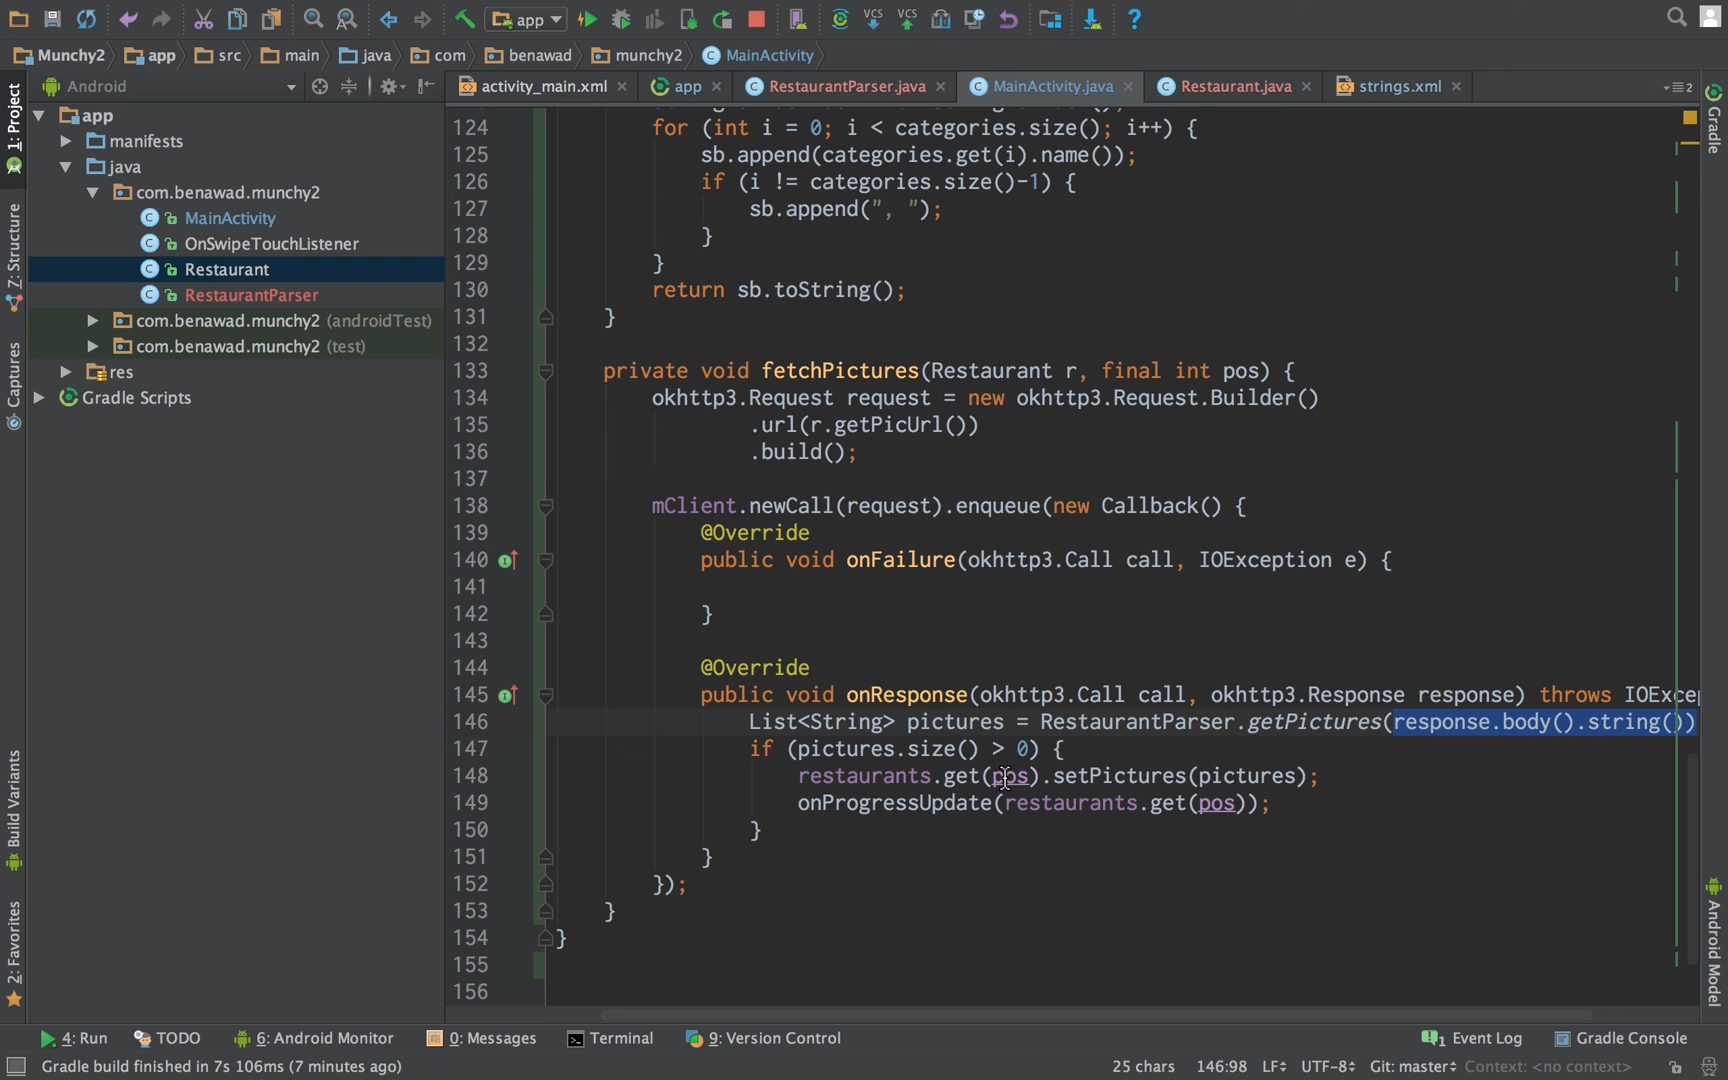 app
Munchy2 app src main java com benawad munchy2 MainActivity
Android
activity_main.xml app RestaurantParser.java MainActivity.java Restaurant.java strings.xml
2
1: Project
Z: Structure
Captures
Build Variants
2: Favorites
app
manifests
java
com.benawad.munchy2
MainActivity
OnSwipeTouchListener
Restaurant
RestaurantParser
com.benawad.munchy2 (androidTest)
com.benawad.munchy2 (test)
res
Gradle Scripts
124 for (int i = 0; i < categories.size(); i++) {
125 sb.append(categories.get(i).name());
126 if (i != categories.size()-1) {
127 sb.append(", ");
128 }
129 }
130 return sb.toString();
131 }
132
133 private void fetchPictures(Restaurant r, final int pos) {
134 okhttp3.Request request = new okhttp3.Request.Builder()
135 .url(r.getPicUrl())
136 .build();
137
138 mClient.newCall(request).enqueue(new Callback() {
139 @Override
140 public void onFailure(okhttp3.Call call, IOException e) {
141
142 }
143
144 @Override
145 public void onResponse(okhttp3.Call call, okhttp3.Response response) throws IOExce
146 List<String> pictures = RestaurantParser.getPictures(response.body().string())
147 if (pictures.size() > 0) {
148 restaurants.get(pos).setPictures(pictures);
149 onProgressUpdate(restaurants.get(pos));
150 }
151 }
152 });
153 }
154 }
155
156
Gradle
Android Model
4: Run TODO 6: Android Monitor 0: Messages Terminal 9: Version Control 1 Event Log Gradle Console
Gradle build finished in 7s 106ms (7 minutes ago) 25 chars 146:98 LF UTF-8 Git: master Context: <no context>